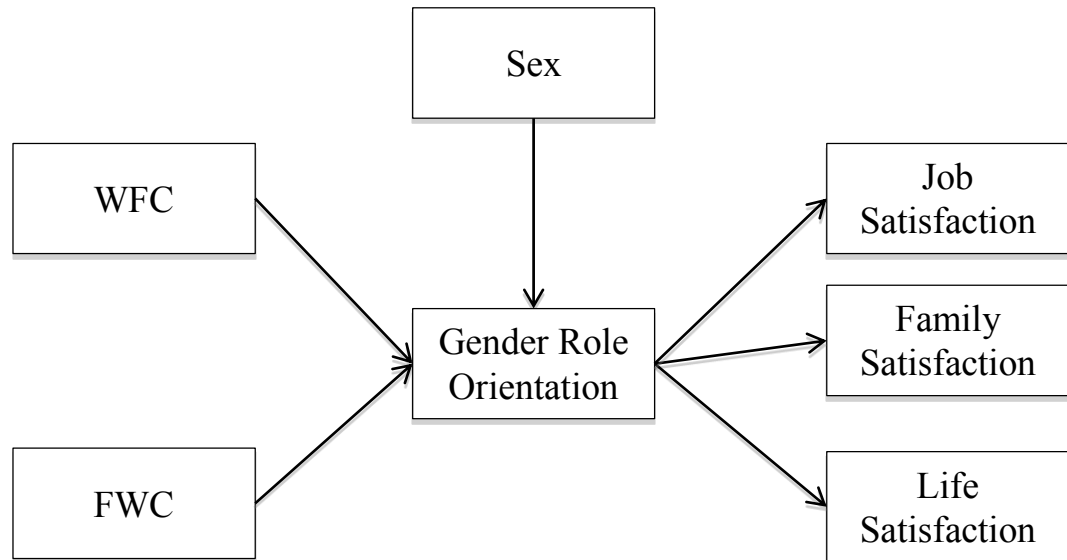 Sex
WFC
Job
Satisfaction
Gender Role
Orientation
Family
Satisfaction
FWC
Life
Satisfaction